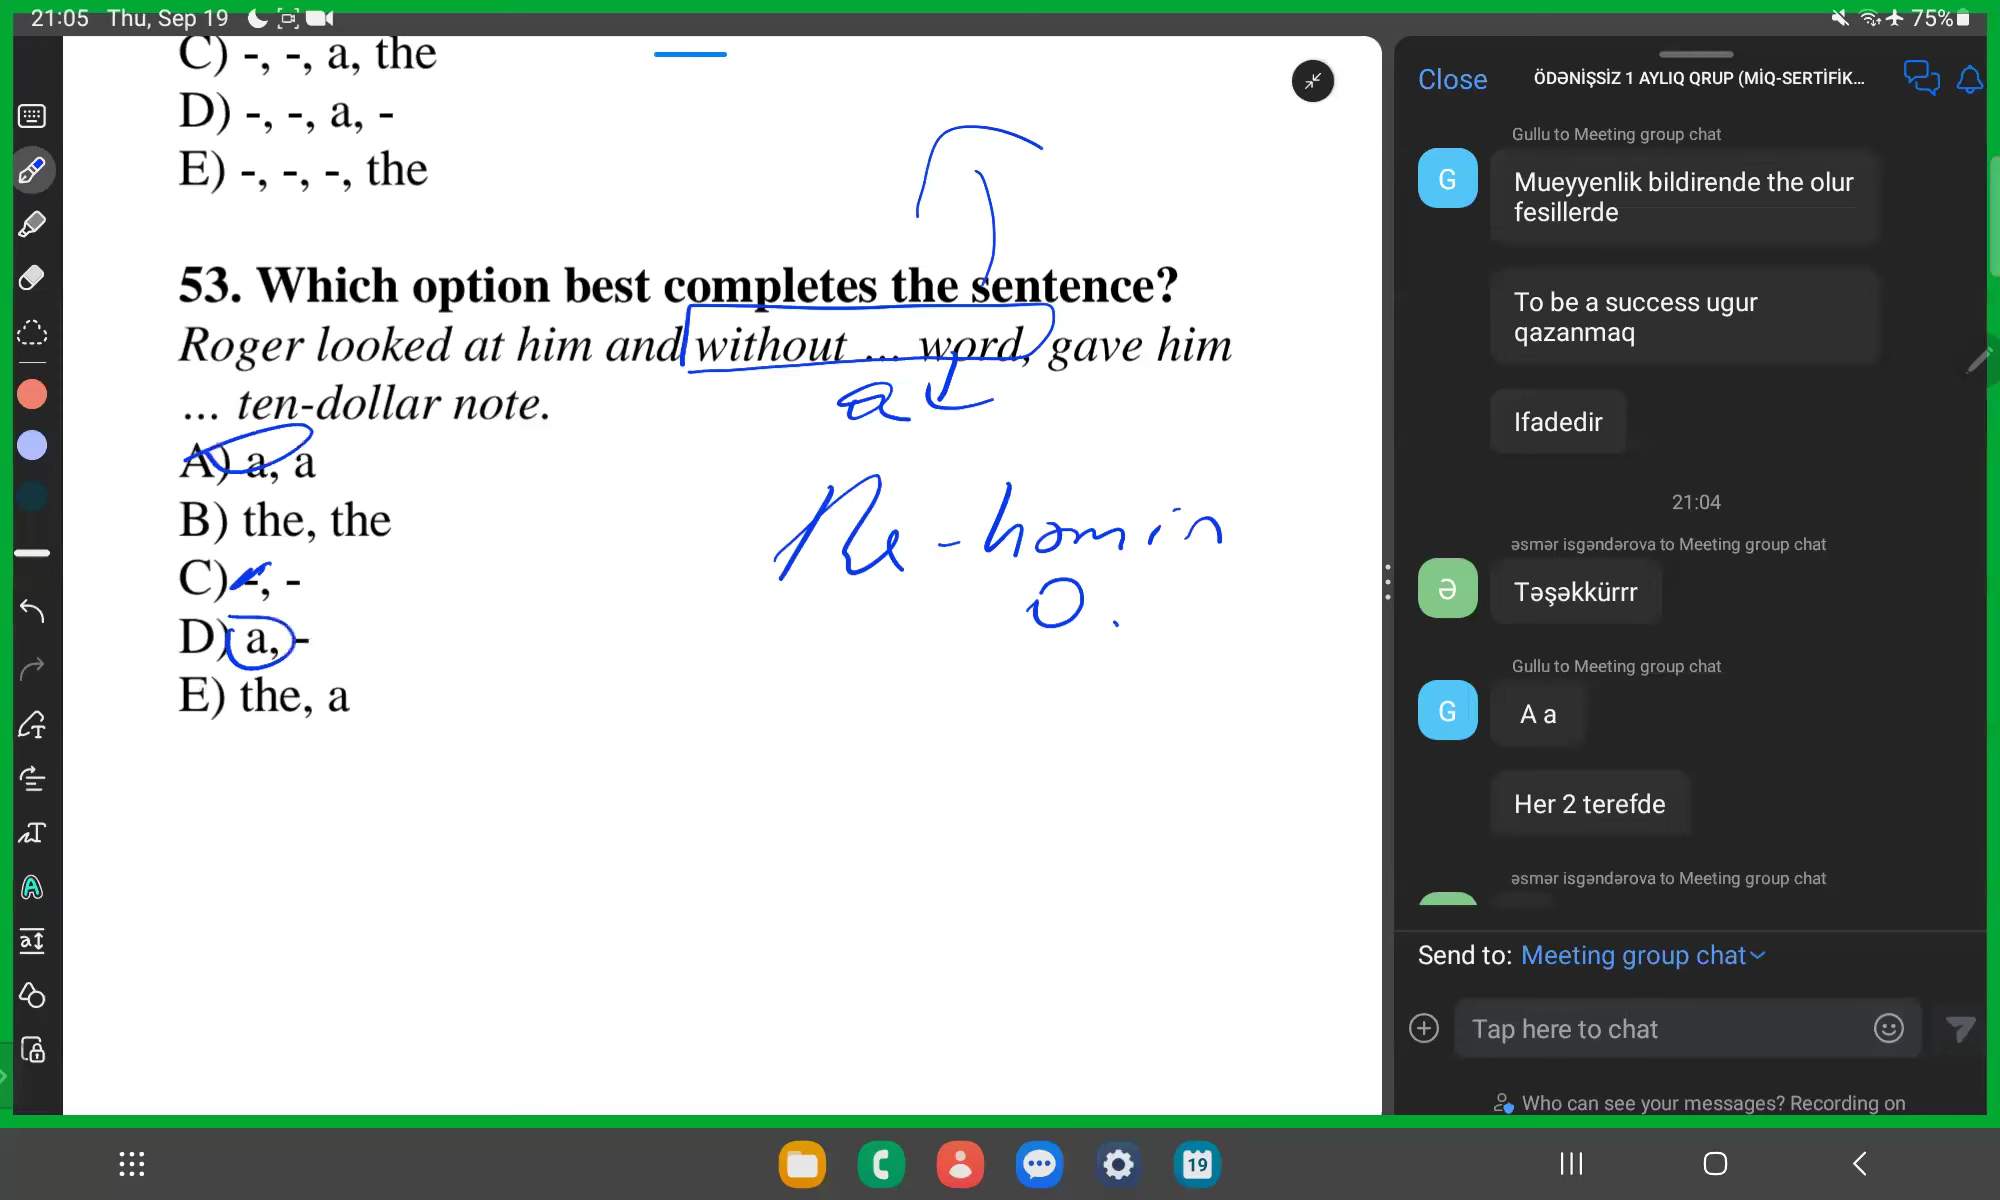 21:05 Thu, Sep 19
75%
C) -, -, a, the
D) -, -, a, -
E) -, -, -, the
53. Which option best completes the sentence?
Roger looked at him and without ... word, gave him
... ten-dollar note.
a
A) a, a
B) the, the
C) -, -
D) a, -
E) the, a
Close
ÖDƏNİŞSİZ 1 AYLIQ QRUP (MİQ-SERTİFİK...
Gullu to Meeting group chat
G
Mueyyenlik bildirende the olur
fesillerde
To be a success ugur
qazanmaq
Ifadedir
21:04
əsmər isgəndərova to Meeting group chat
Ə
Təşəkkürrr
Gullu to Meeting group chat
G
A a
Her 2 terefde
əsmər isgəndərova to Meeting group chat
Send to: Meeting group chat
Tap here to chat
Who can see your messages? Recording on
19